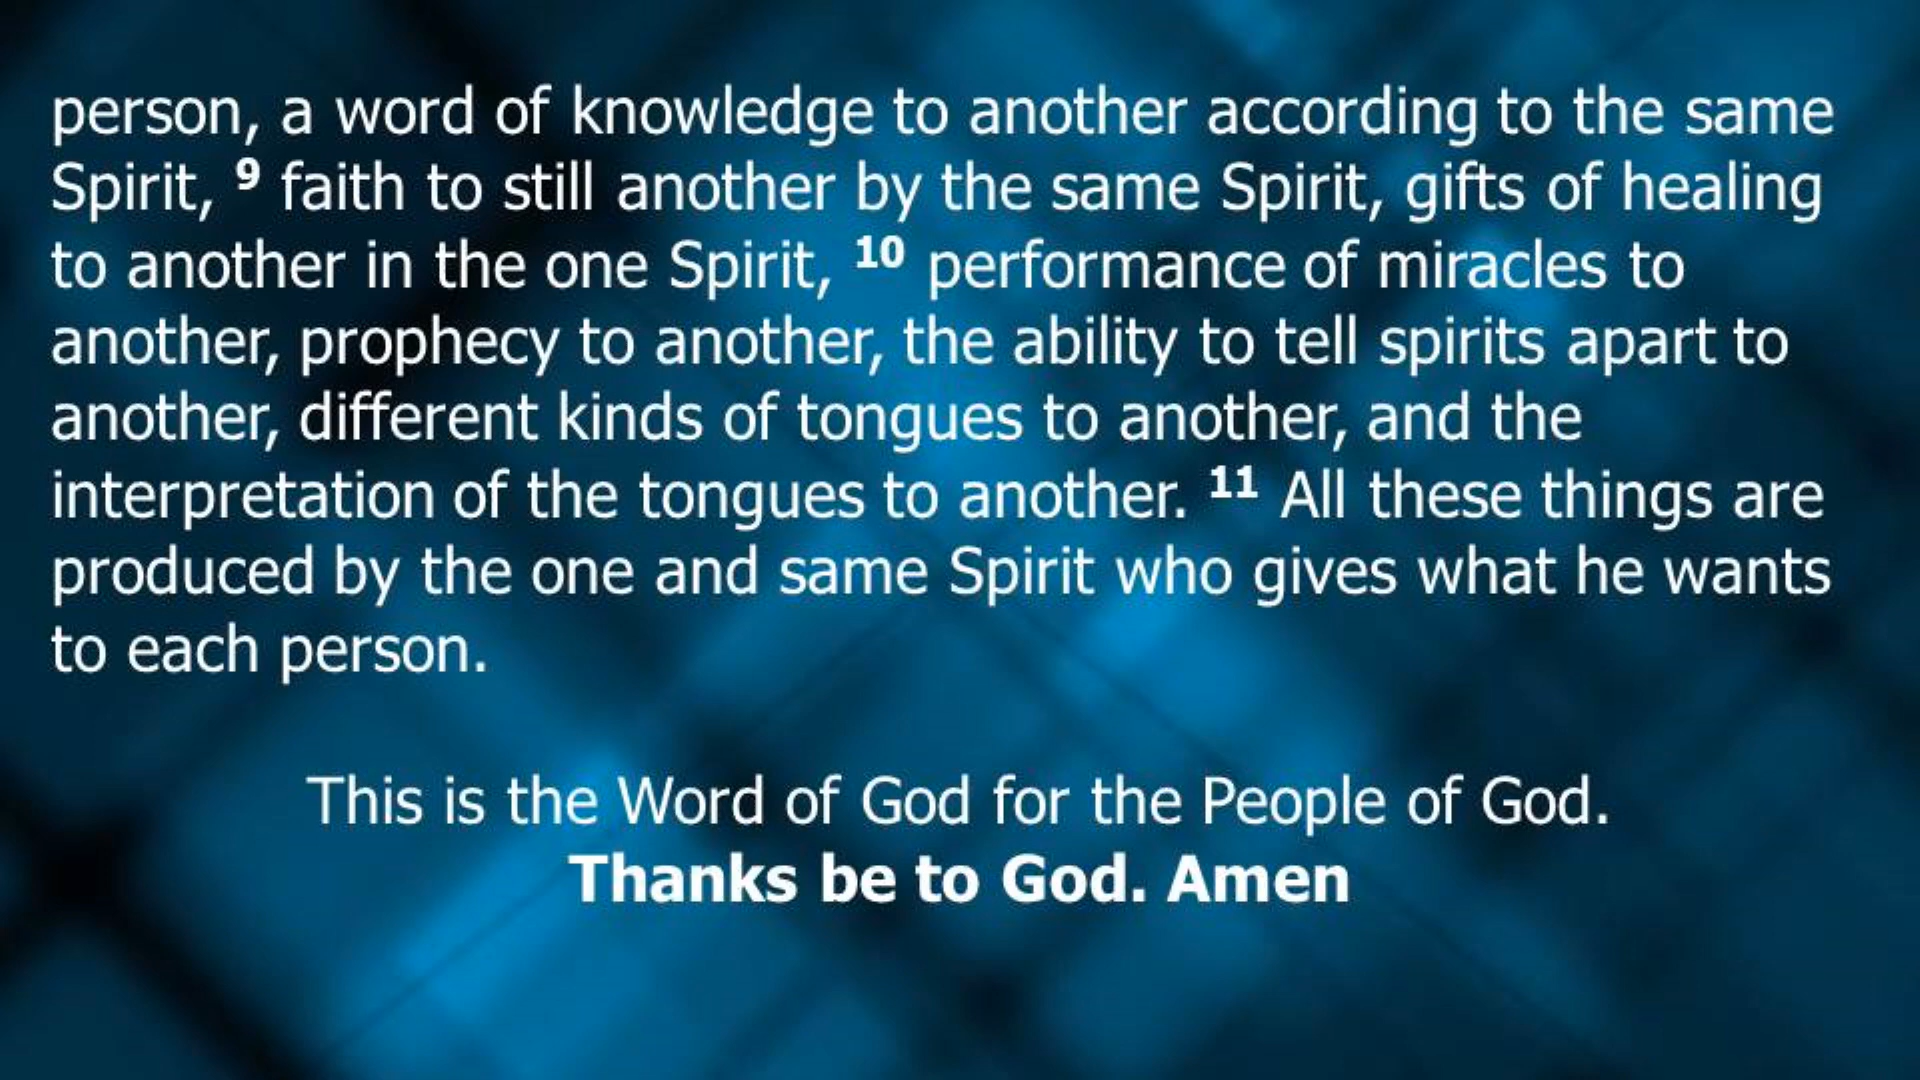 person, a word of knowledge to another according to the same
Spirit, 9 faith to still another by the same Spirit, gifts of healing
to another in the one Spirit, 10 performance of miracles to
another, prophecy to another, the ability to tell spirits apart to
another, different kinds of tongues to another, and the
interpretation of the tongues to another. 11 All these things are
produced by the one and same Spirit who gives what he wants
to each person.
This is the Word of God for the People of God.
Thanks be to God. Amen